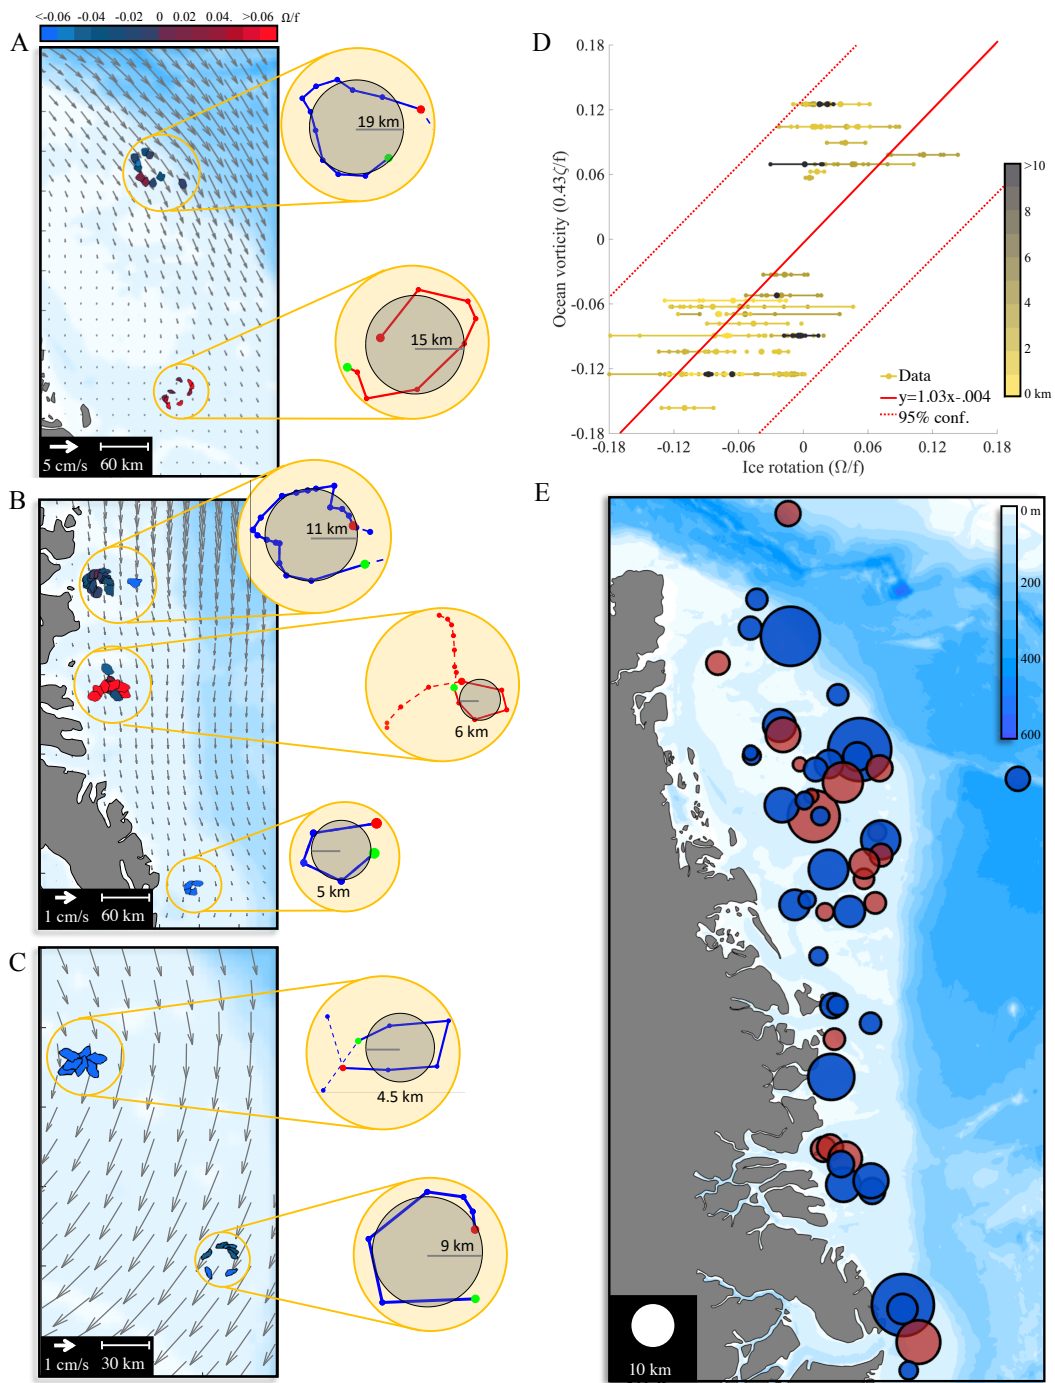 <-0.06 -0.04 -0.02 0 0.02 0.04. >0.06 Ω/f
A
19 km
15 km
5 cm/s 60 km
B
11 km
6 km
5 km
1 cm/s 60 km
C
4.5 km
9 km
1 cm/s 30 km
D
0.18
0.12
0.06
0
-0.06
-0.12
-0.18
Ocean vorticity (0.43ζ/f)
-0.18 -0.12 -0.06 0 0.06 0.12 0.18
Ice rotation (Ω/f)
Data
y=1.03x-.004
95% conf.
>10
8
6
4
2
0 km
E
0 m
200
400
600
10 km